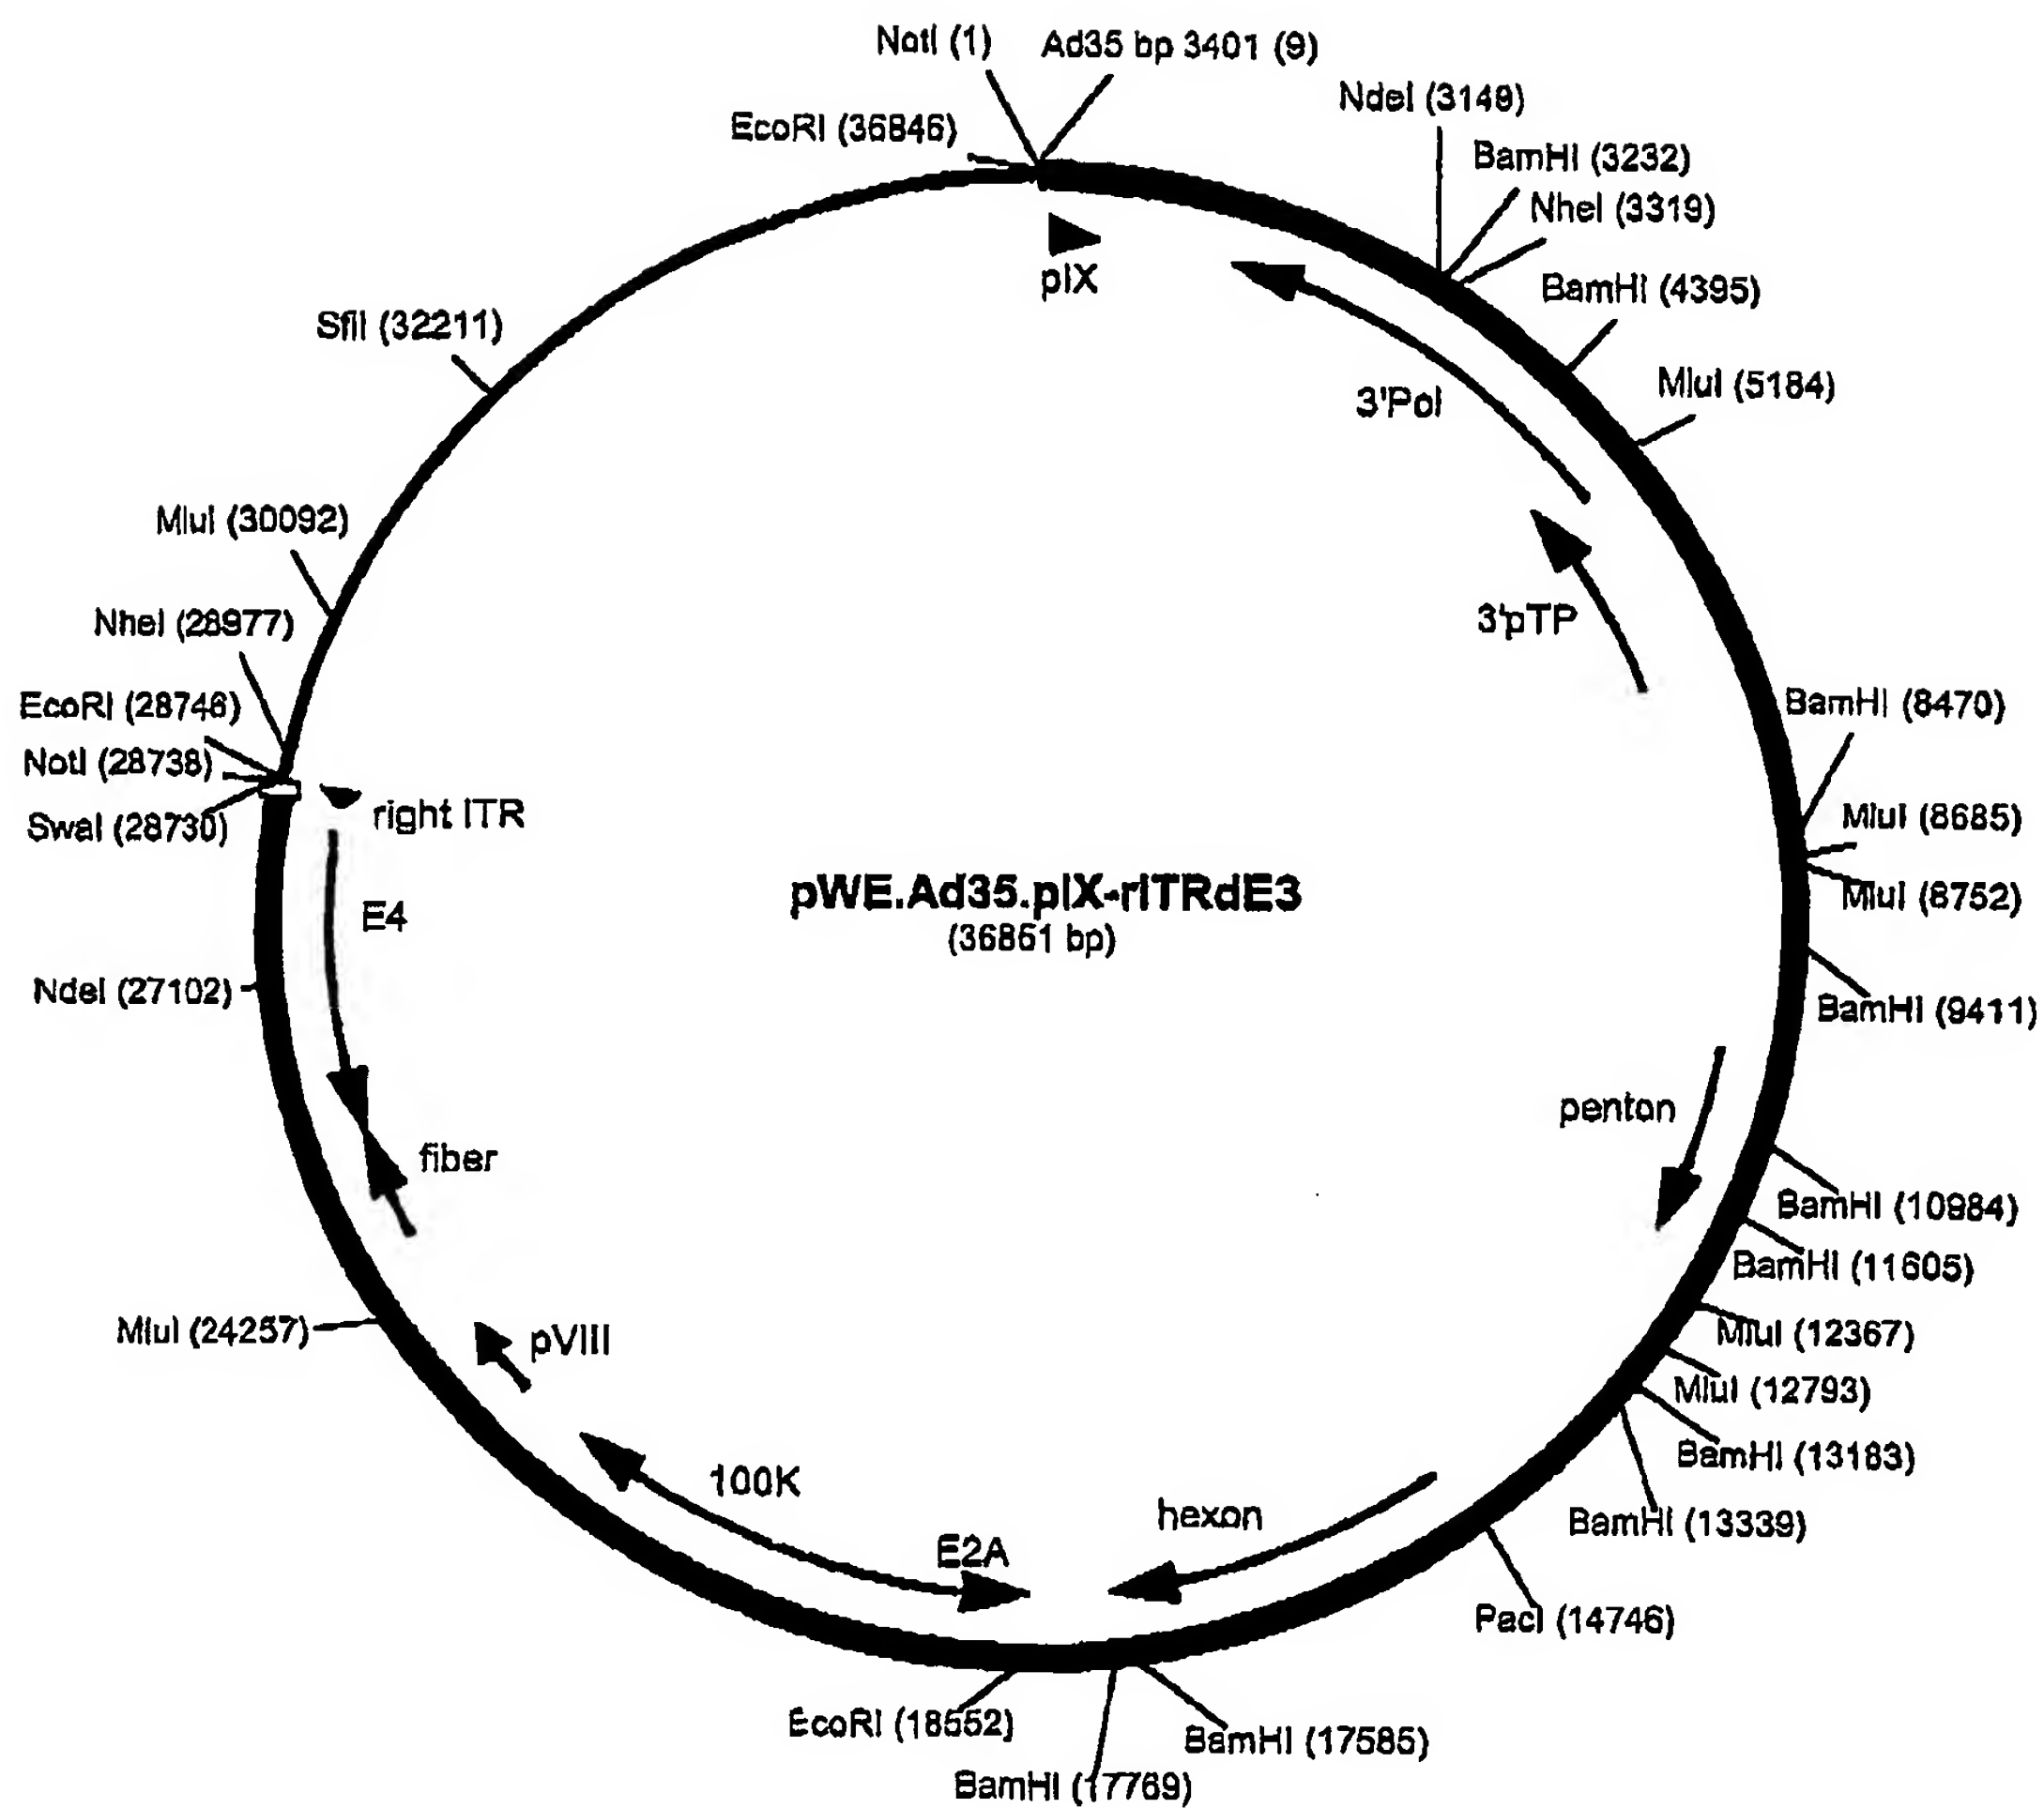 NotI (1)
Ad35 bp 3401 (9)
NdeI (3149)
EcoRI (36846)
BamHI (3232)
NheI (3319)
pIX
BamHI (4395)
SfiI (32211)
MluI (5184)
3'Pol
MluI (30092)
3'pTP
NheI (28977)
EcoRI (28746)
BamHI (8470)
NotI (28738)
SwaI (28730)
right ITR
MluI (8685)
pWE.Ad35.pIX-rITRdE3
(36861 bp)
MluI (8752)
E4
NdeI (27102)
BamHI (9411)
penton
fiber
BamHI (10984)
BamHI (11605)
MluI (24257)
pVIII
MluI (12367)
MluI (12793)
BamHI (13183)
100K
hexon
BamHI (13339)
E2A
PacI (14746)
EcoRI (18552)
BamHI (17585)
BamHI (17769)